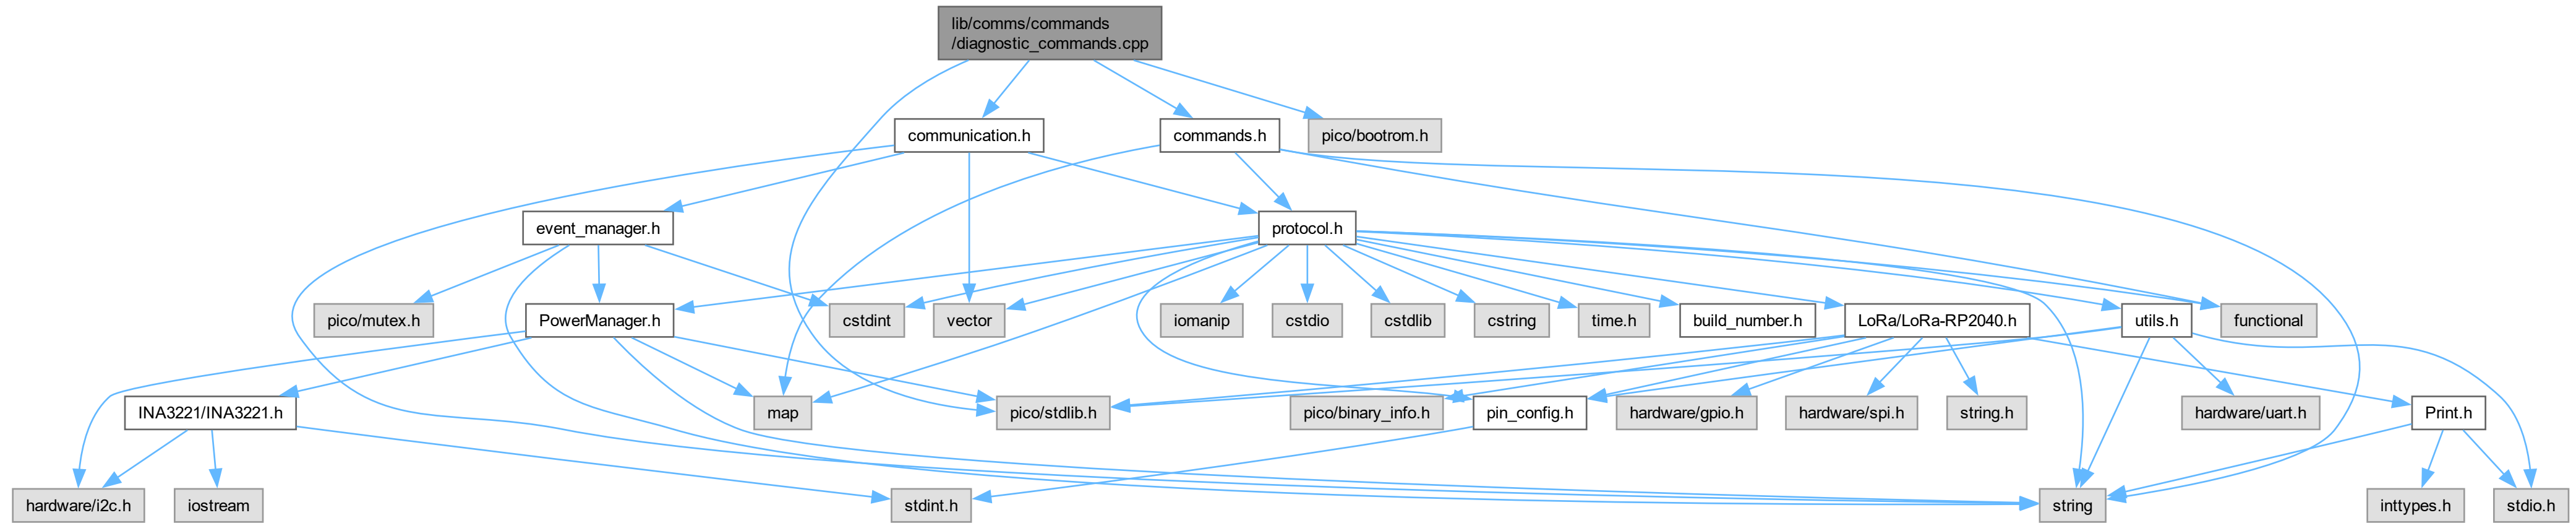 lib/comms/commands
/diagnostic_commands.cpp
communication.h
commands.h
pico/bootrom.h
event_manager.h
protocol.h
pico/mutex.h
PowerManager.h
cstdint
vector
iomanip
cstdio
cstdlib
cstring
time.h
build_number.h
LoRa/LoRa-RP2040.h
utils.h
functional
INA3221/INA3221.h
map
pico/stdlib.h
pico/binary_info.h
pin_config.h
hardware/gpio.h
hardware/spi.h
string.h
hardware/uart.h
Print.h
hardware/i2c.h
iostream
stdint.h
string
inttypes.h
stdio.h